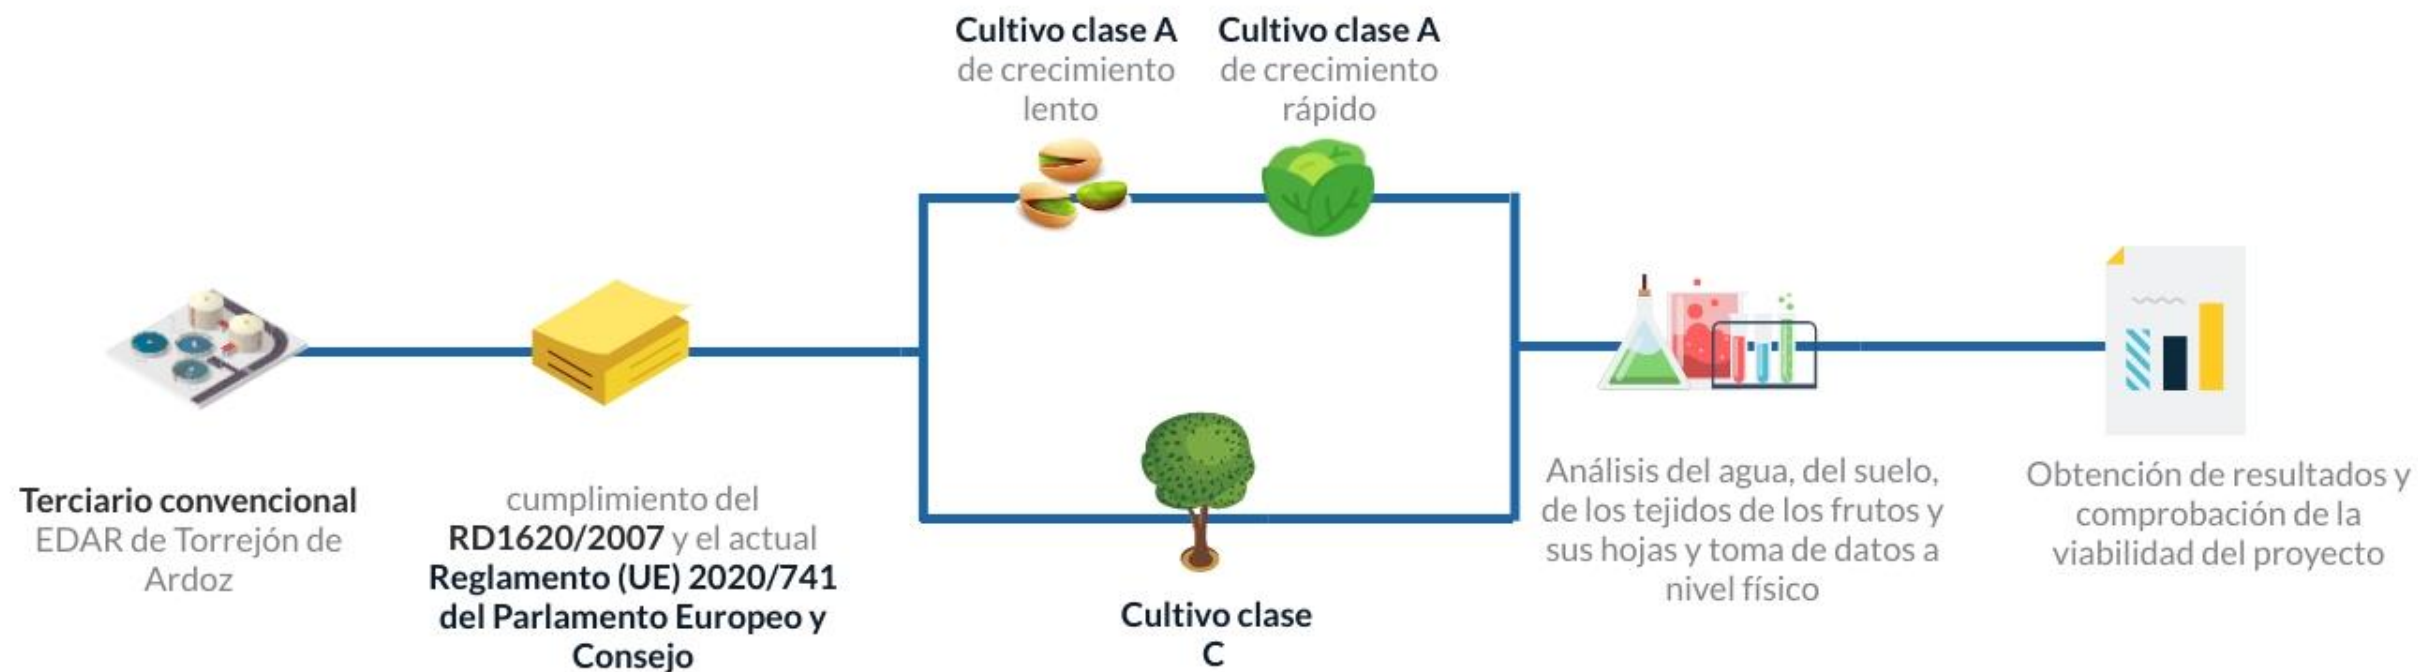 Terciario convencional
EDAR de Torrejón de
Ardoz
cumplimiento del
RD1620/2007 y el actual
Reglamento (UE) 2020/741
del Parlamento Europeo y
Consejo
Cultivo clase A
de crecimiento
lento
Cultivo clase A
de crecimiento
rápido
Cultivo clase
C
Análisis del agua, del suelo,
de los tejidos de los frutos y
sus hojas y toma de datos a
nivel físico
Obtención de resultados y
comprobación de la
viabilidad del proyecto